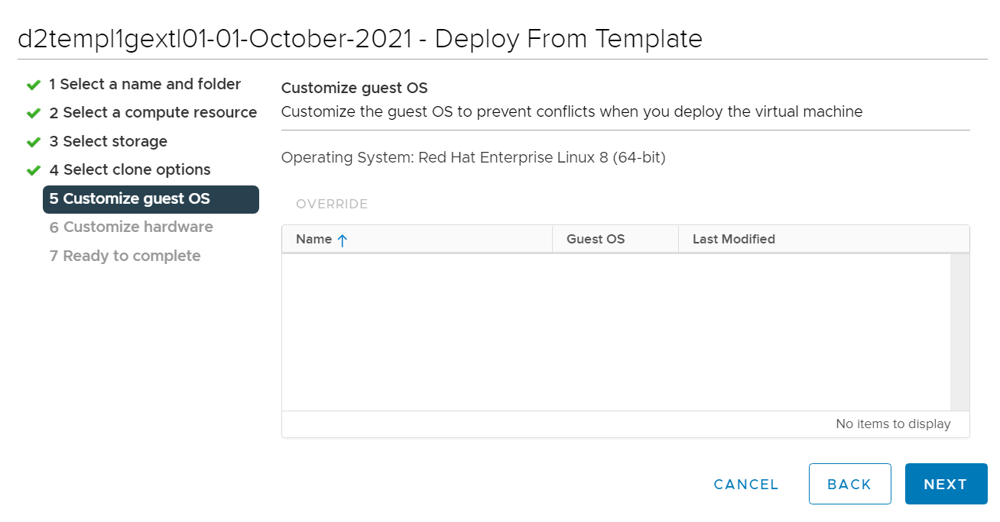 d2templ1gextl01-01-October-2021 - Deploy From Template
1 Select a name and folder
2 Select a compute resource
3 Select storage
4 Select clone options
5 Customize guest OS
6 Customize hardware
7 Ready to complete
Customize guest OS
Customize the guest OS to prevent conflicts when you deploy the virtual machine
Operating System: Red Hat Enterprise Linux 8 (64-bit)
OVERRIDE
Name Guest OS Last Modified
No items to display
CANCEL BACK NEXT